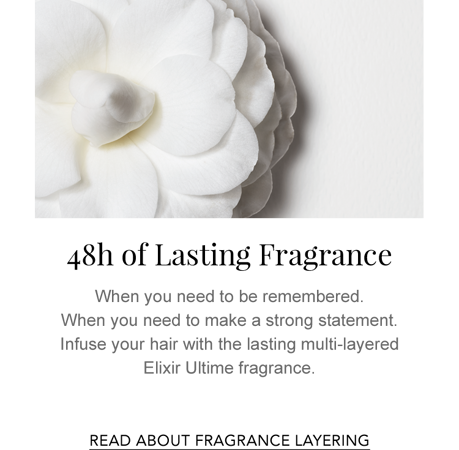 48h of Lasting Fragrance
When you need to be remembered.
When you need to make a strong statement.
Infuse your hair with the lasting multi-layered
Elixir Ultime fragrance.
READ ABOUT FRAGRANCE LAYERING